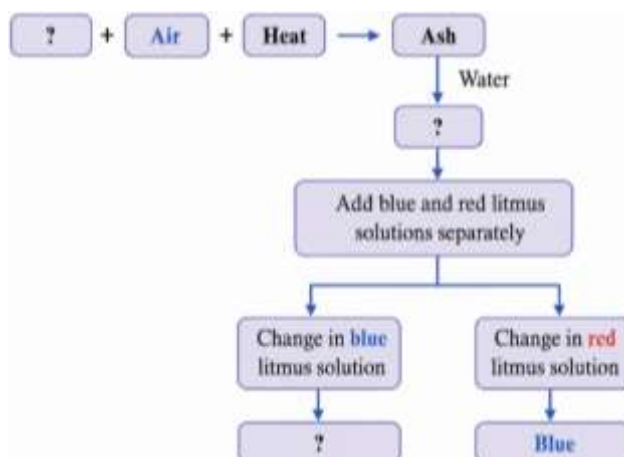 ? + Air + Heat → Ash
Water
?
Add blue and red litmus
solutions separately
Change in blue
litmus solution
Change in red
litmus solution
?
Blue